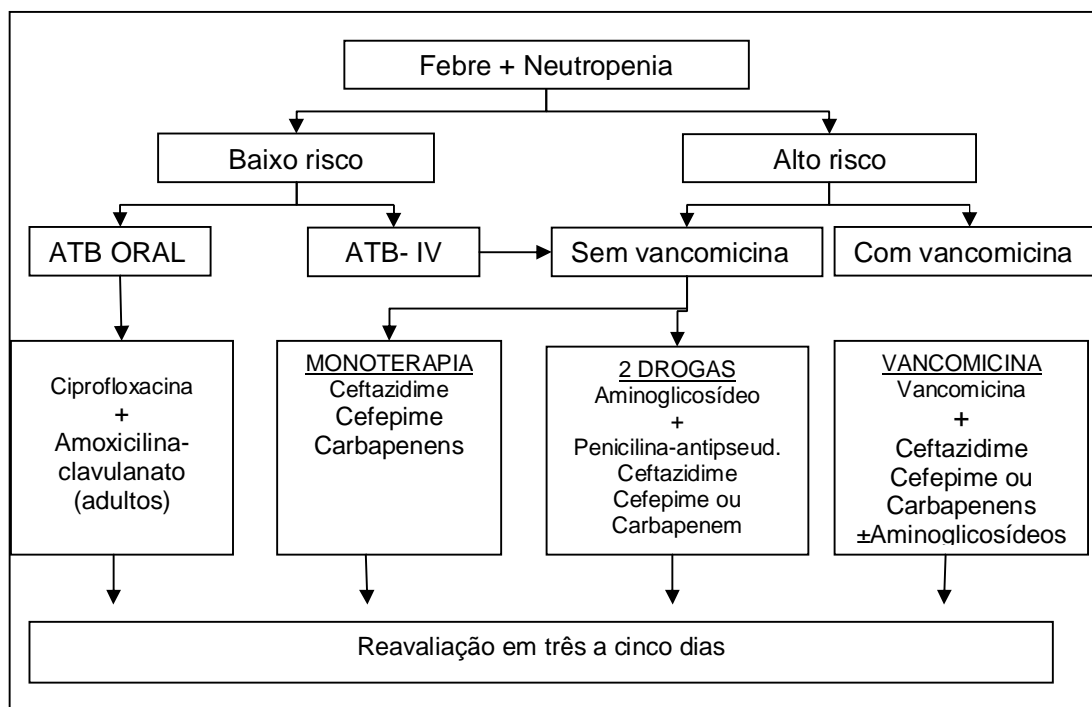 Febre + Neutropenia
Baixo risco
Alto risco
ATB ORAL
ATB- IV
Sem vancomicina
Com vancomicina
Ciprofloxacina
+
Amoxicilina-
clavulanato
(adultos)
MONOTERAPIA
Ceftazidime
Cefepime
Carbapenens
2 DROGAS
Aminoglicosídeo
+
Penicilina-antipseud.
Ceftazidime
Cefepime ou
Carbapenem
VANCOMICINA
Vancomicina
+
Ceftazidime
Cefepime ou
Carbapenens
±Aminoglicosídeos
Reavaliação em três a cinco dias